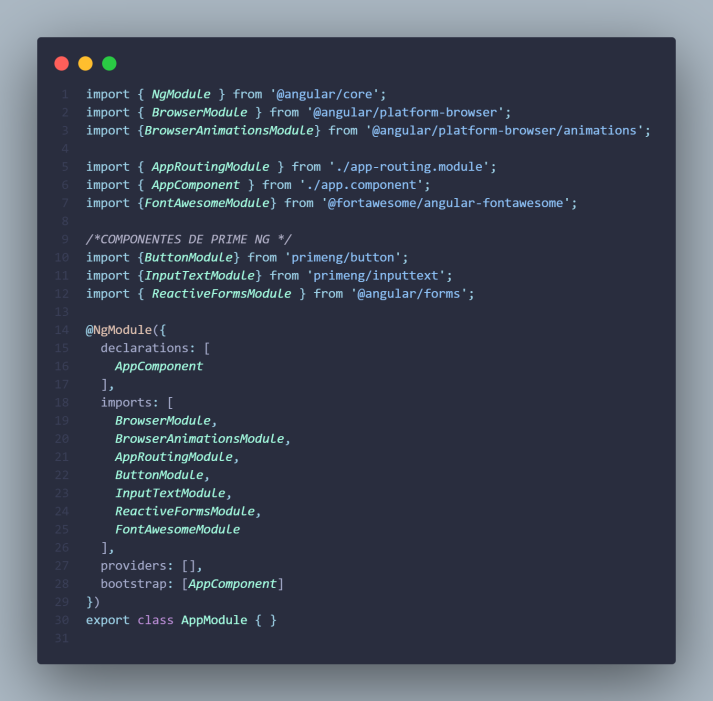 1 import { NgModule } from '@angular/core';
2 import { BrowserModule } from '@angular/platform-browser';
3 import {BrowserAnimationsModule} from '@angular/platform-browser/animations';
4
5 import { AppRoutingModule } from './app-routing.module';
6 import { AppComponent } from './app.component';
7 import {FontAwesomeModule} from '@fortawesome/angular-fontawesome';
8
9 /*COMPONENTES DE PRIME NG */
10 import {ButtonModule} from 'primeng/button';
11 import {InputTextModule} from 'primeng/inputtext';
12 import { ReactiveFormsModule } from '@angular/forms';
13
14 @NgModule({
15   declarations: [
16     AppComponent
17   ],
18   imports: [
19     BrowserModule,
20     BrowserAnimationsModule,
21     AppRoutingModule,
22     ButtonModule,
23     InputTextModule,
24     ReactiveFormsModule,
25     FontAwesomeModule
26   ],
27   providers: [],
28   bootstrap: [AppComponent]
29 })
30 export class AppModule { }
31